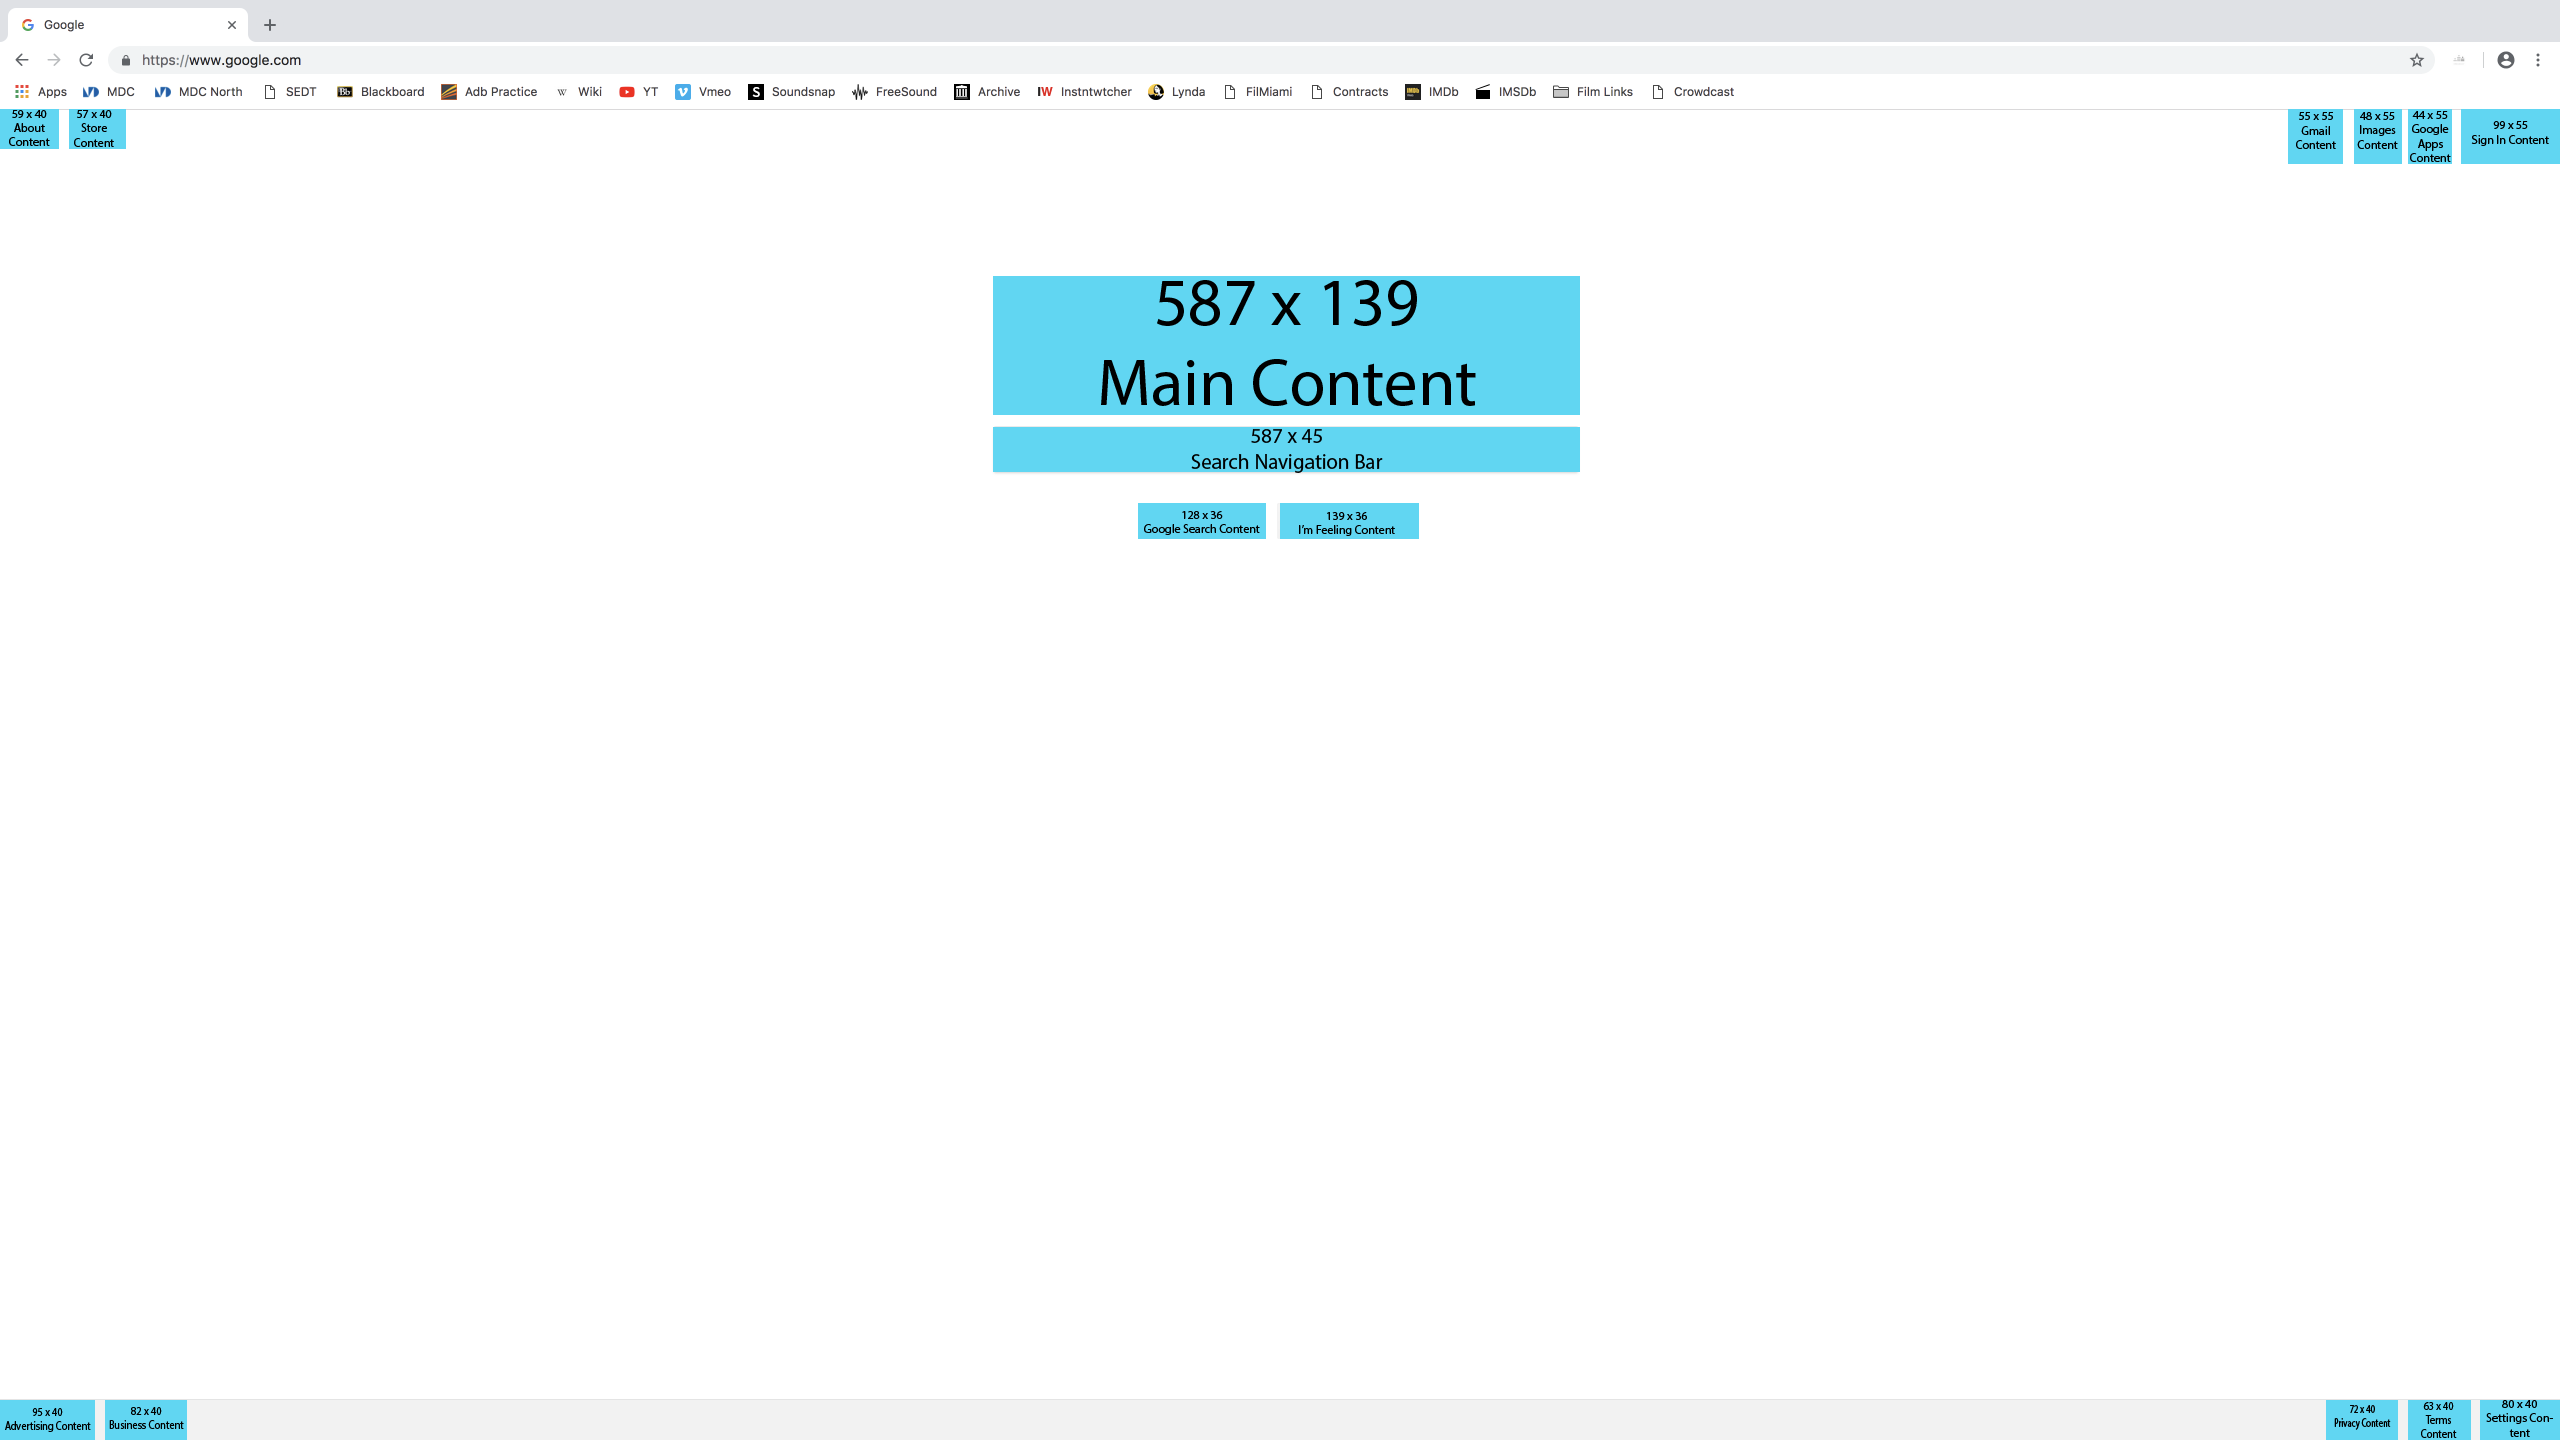 Google
https://www.google.com
Apps MDC MDC North SEDT Blackboard Adb Practice Wiki YT Vmeo Soundsnap FreeSound Archive Instntwtcher Lynda FilMiami Contracts IMDb IMSDb Film Links Crowdcast
59 x 40
About
Content
57 x 40
Store
Content
55 x 55
Gmail
Content
48 x 55
Images
Content
44 x 55
Google
Apps
Content
99 x 55
Sign In Content
587 x 139
Main Content
587 x 45
Search Navigation Bar
128 x 36
Google Search Content
139 x 36
I'm Feeling Content
95 x 40
Advertising Content
82 x 40
Business Content
72 x 40
Privacy Content
63 x 40
Terms
Content
80 x 40
Settings Con-
tent